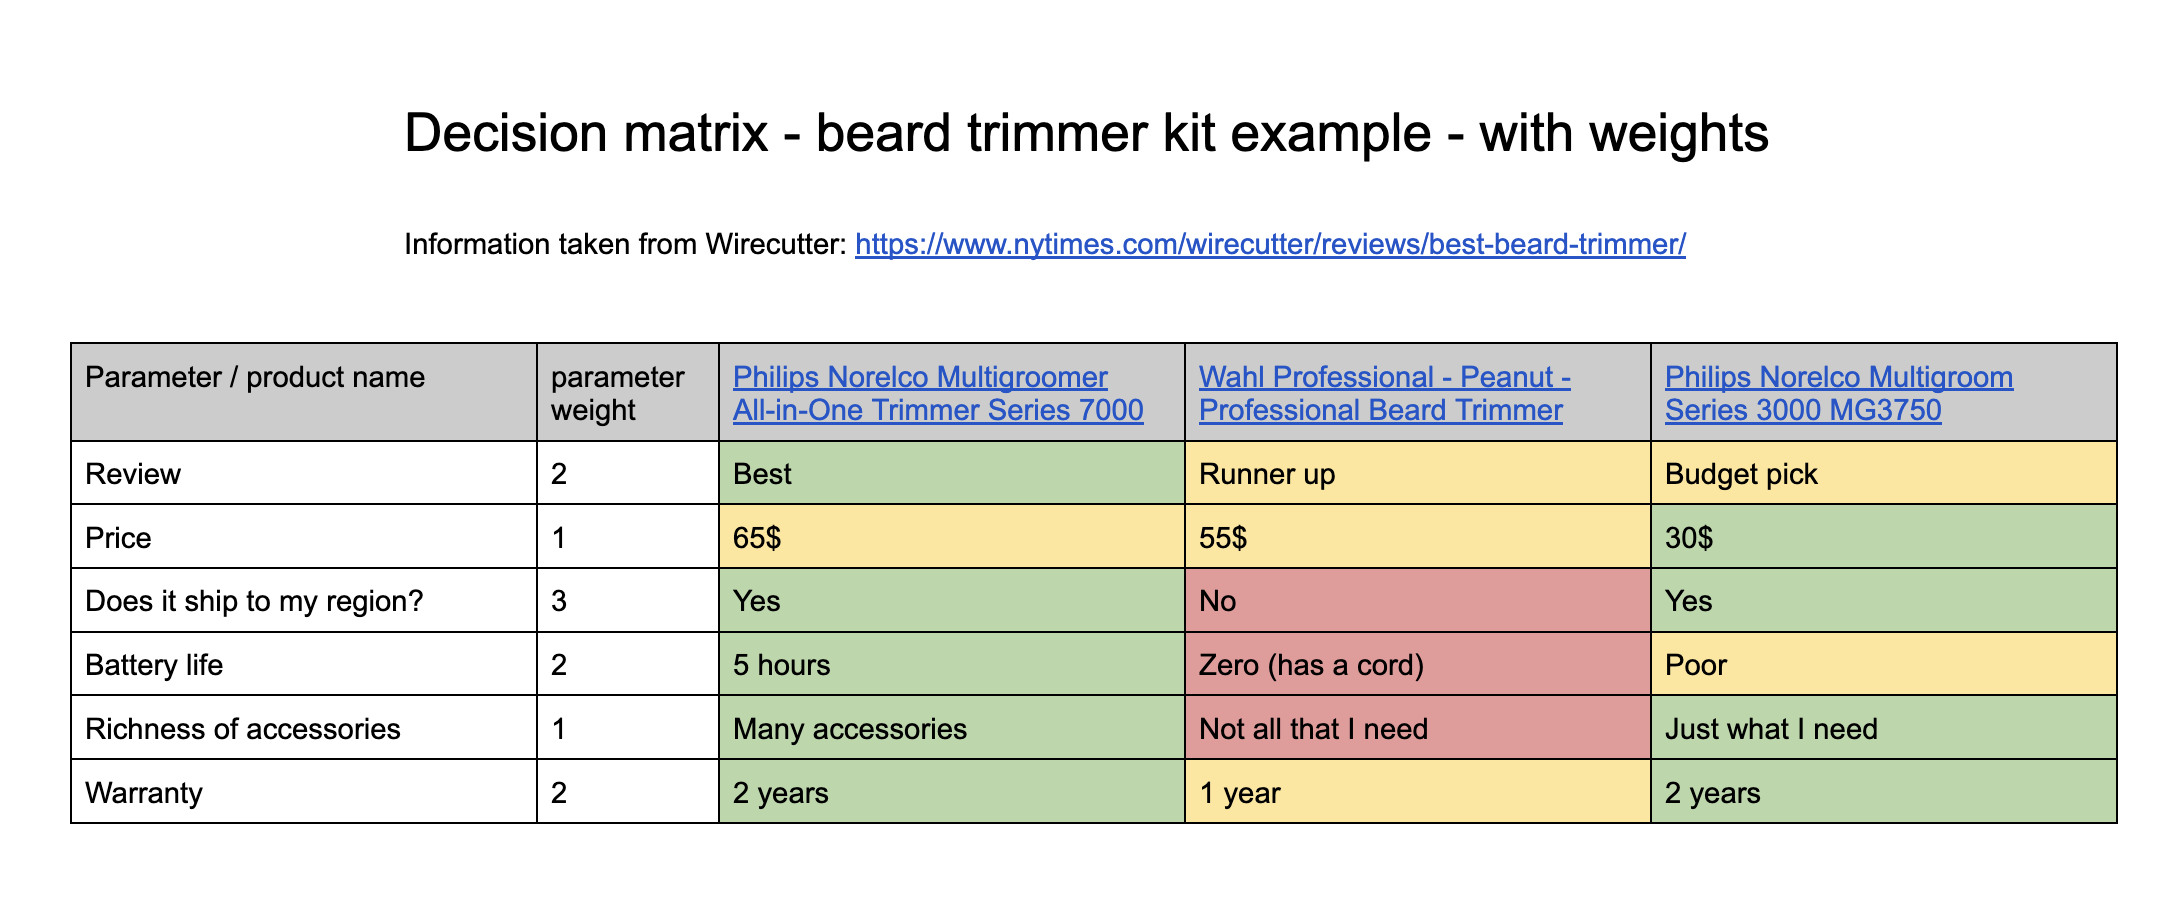 Decision matrix - beard trimmer kit example - with weights
Information taken from Wirecutter: https://www.nytimes.com/wirecutter/reviews/best-beard-trimmer/
Parameter / product name
parameter
weight
Philips Norelco Multigroomer
All-in-One Trimmer Series 7000
Wahl Professional - Peanut -
Professional Beard Trimmer
Philips Norelco Multigroom
Series 3000 MG3750
Review
2
Best
Runner up
Budget pick
Price
1
65$
55$
30$
Does it ship to my region?
3
Yes
No
Yes
Battery life
2
5 hours
Zero (has a cord)
Poor
Richness of accessories
1
Many accessories
Not all that I need
Just what I need
Warranty
2
2 years
1 year
2 years